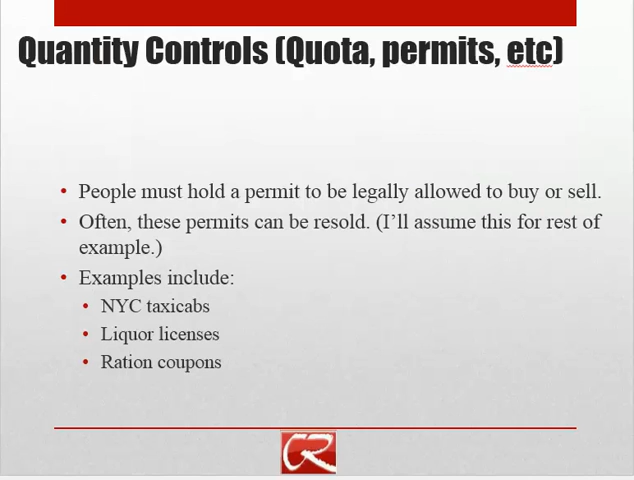 Quantity Controls (Quota, permits, etc)
• People must hold a permit to be legally allowed to buy or sell.
• Often, these permits can be resold. (I'll assume this for rest of
example.)
• Examples include:
• NYC taxicabs
• Liquor licenses
• Ration coupons
CR